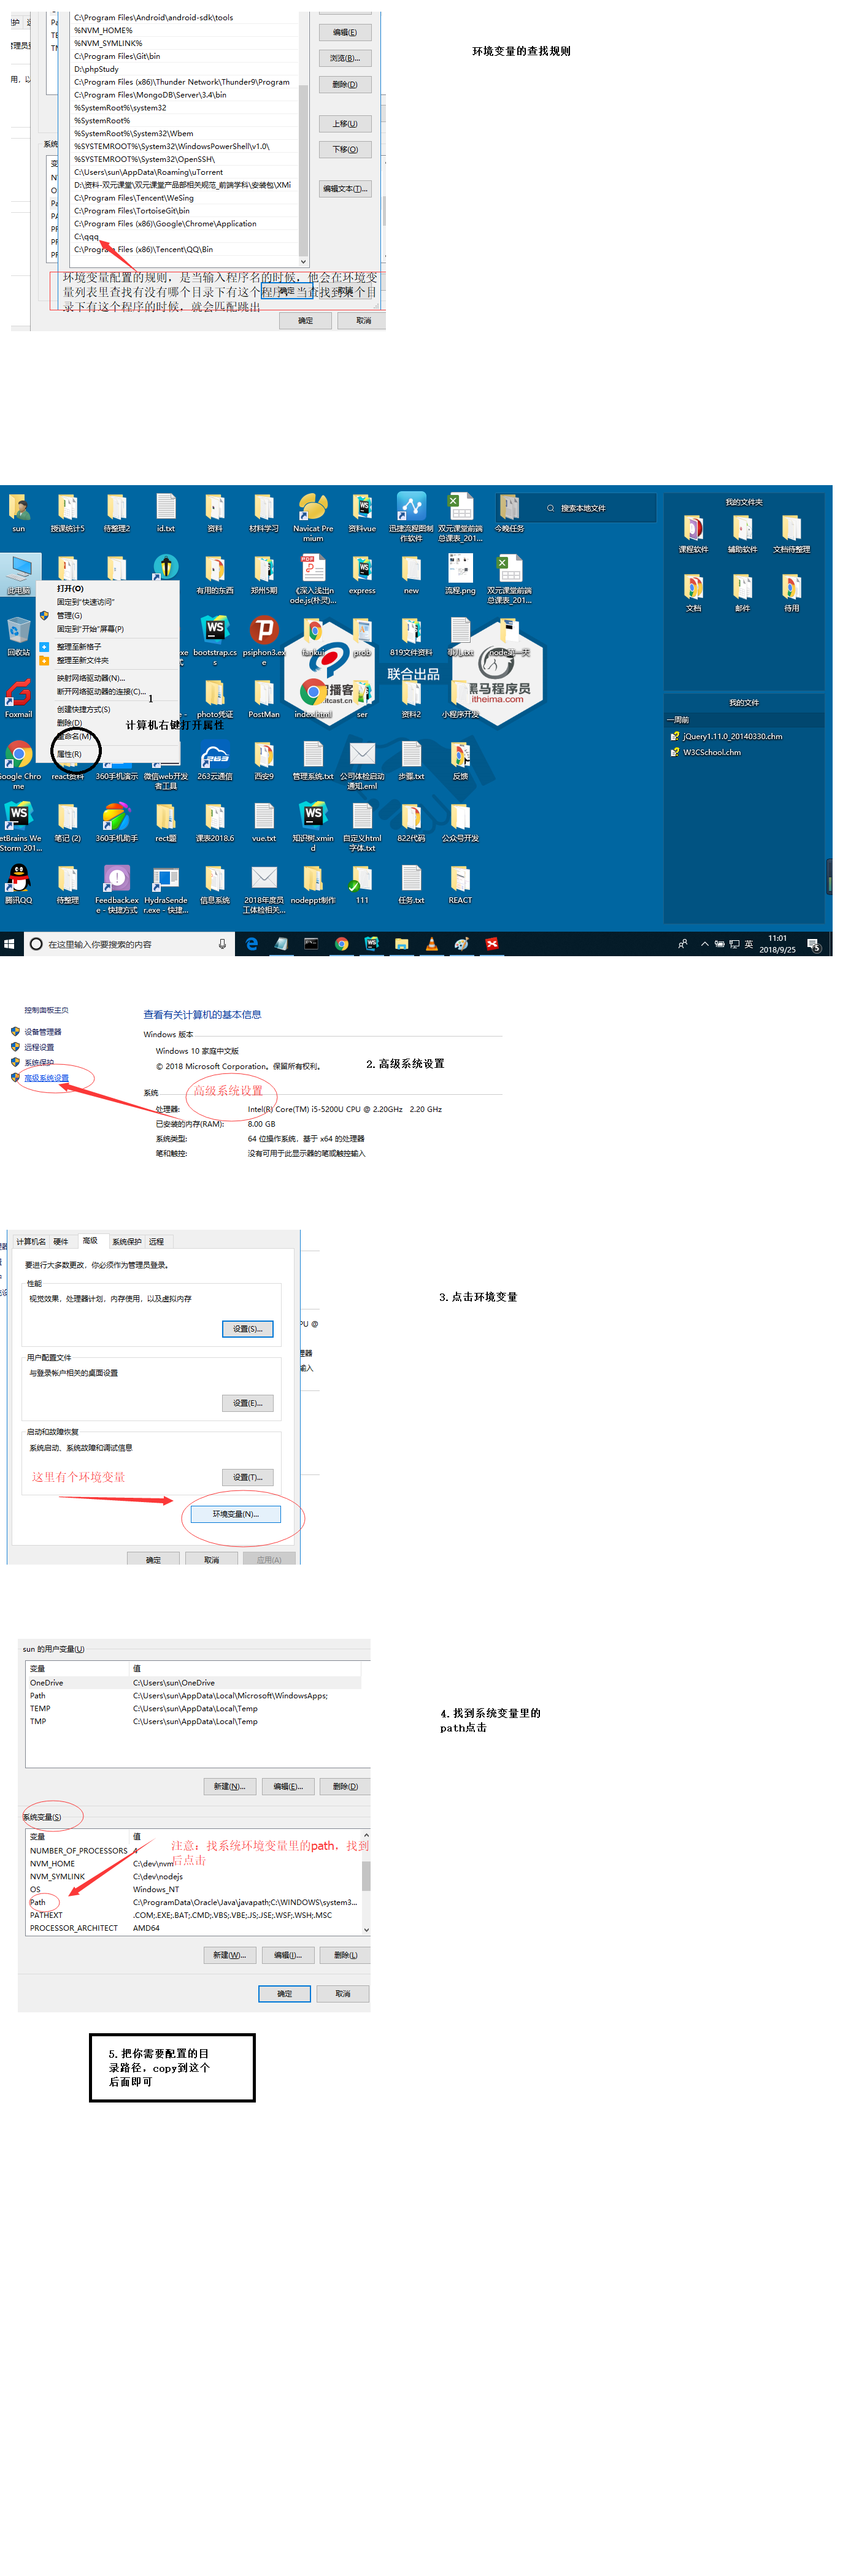 C:\Program Files\Android\android-sdk\tools
%NVM_HOME%
%NVM_SYMLINK%
C:\Program Files\Git\bin
D:\phpStudy
C:\Program Files (x86)\Thunder Network\Thunder9\Program
C:\Program Files\MongoDB\Server\3.4\bin
%SystemRoot%\system32
%SystemRoot%
%SystemRoot%\System32\Wbem
%SYSTEMROOT%\System32\WindowsPowerShell\v1.0\
%SYSTEMROOT%\System32\OpenSSH\
C:\Users\sun\AppData\Roaming\uTorrent
D:\资料-双元课堂\双元课堂产品部相关规范_前端学科\安装包\XMi
C:\Program Files\Tencent\WeSing
C:\Program Files\TortoiseGit\bin
C:\Program Files (x86)\Google\Chrome\Application
C:\qqq
C:\Program Files (x86)\Tencent\QQ\Bin
编辑(E)
浏览(B)...
删除(D)
上移(U)
下移(O)
编辑文本(T)...
环境变量的查找规则
环境变量配置的规则，是当输入程序名的时候，他会在环境变
量列表里查找有没有哪个目录下有这个程序，当查找到某个目
录下有这个程序的时候，就会匹配跳出
确定
取消
确定
取消
sun
授课统计5
待整理2
id.txt
资料
材料学习
Navicat Pre
mium
资料vue
迅捷流程图制
作软件
双元课堂前端
总课表_201...
今晚任务
搜索本地文件
我的文件夹
课程软件
辅助软件
文档待整理
文档
邮件
待用
我的文件
一周前
jQuery1.11.0_20140330.chm
W3CSchool.chm
此电脑
有用的东西
郑州5期
《深入浅出n
ode.js(朴灵)...
express
new
流程.png
双元课堂前端
总课表_201...
打开(O)
固定到"快速访问"
管理(G)
固定到"开始"屏幕(P)
整理至新格子
整理至新文件夹
映射网络驱动器(N)...
断开网络驱动器的连接(C)...
创建快捷方式(S)
删除(D)
重命名(M)
属性(R)
1
计算机右键打开属性
回收站
bootstrap.cs
s
psiphon3.ex
e
prob
819文件资料
联合出品
itcast.cn
黑马程序员
itheima.com
Foxmail
photo凭证
PostMan
index.html
ser
资料2
小程序开发
Google Chro
me
react资料
360手机演示
微信web开发
者工具
263云通信
西安9
管理系统.txt
公司体检启动
通知.eml
步骤.txt
反馈
etBrains We
Storm 201...
笔记 (2)
360手机助手
rect题
课表2018.6
vue.txt
知识树.xmin
d
自定义html
字体.txt
822代码
公众号开发
腾讯QQ
待整理
Feedback.ex
e - 快捷方式
HydraSende
r.exe - 快捷...
信息系统
2018年度员
工体检相关...
nodeppt制作
111
任务.txt
REACT
在这里输入你要搜索的内容
英
11:01
2018/9/25
5
控制面板主页
设备管理器
远程设置
系统保护
高级系统设置
查看有关计算机的基本信息
Windows 版本
Windows 10 家庭中文版
© 2018 Microsoft Corporation。保留所有权利。
2.高级系统设置
系统
高级系统设置
处理器:
Intel(R) Core(TM) i5-5200U CPU @ 2.20GHz 2.20 GHz
已安装的内存(RAM):
8.00 GB
系统类型:
64 位操作系统，基于 x64 的处理器
笔和触控:
没有可用于此显示器的笔或触控输入
计算机名
硬件
高级
系统保护
远程
要进行大多数更改，你必须作为管理员登录。
性能
视觉效果，处理器计划，内存使用，以及虚拟内存
设置(S)...
用户配置文件
与登录帐户相关的桌面设置
设置(E)...
启动和故障恢复
系统启动、系统故障和调试信息
设置(T)...
这里有个环境变量
环境变量(N)...
确定
取消
应用(A)
PU @
理器
输入
3.点击环境变量
sun 的用户变量(U)
变量
值
OneDrive
C:\Users\sun\OneDrive
Path
C:\Users\sun\AppData\Local\Microsoft\WindowsApps;
TEMP
C:\Users\sun\AppData\Local\Temp
TMP
C:\Users\sun\AppData\Local\Temp
新建(N)...
编辑(E)...
删除(D)
4.找到系统变量里的
path点击
系统变量(S)
变量
值
NUMBER_OF_PROCESSORS
4
NVM_HOME
C:\dev\nvm
NVM_SYMLINK
C:\dev\nodejs
OS
Windows_NT
Path
C:\ProgramData\Oracle\Java\javapath;C:\WINDOWS\system3...
PATHEXT
.COM;.EXE;.BAT;.CMD;.VBS;.VBE;.JS;.JSE;.WSF;.WSH;.MSC
PROCESSOR_ARCHITECT
AMD64
注意：找系统环境变量里的path，找到
后点击
新建(W)...
编辑(I)...
删除(L)
确定
取消
5.把你需要配置的目
录路径，copy到这个
后面即可